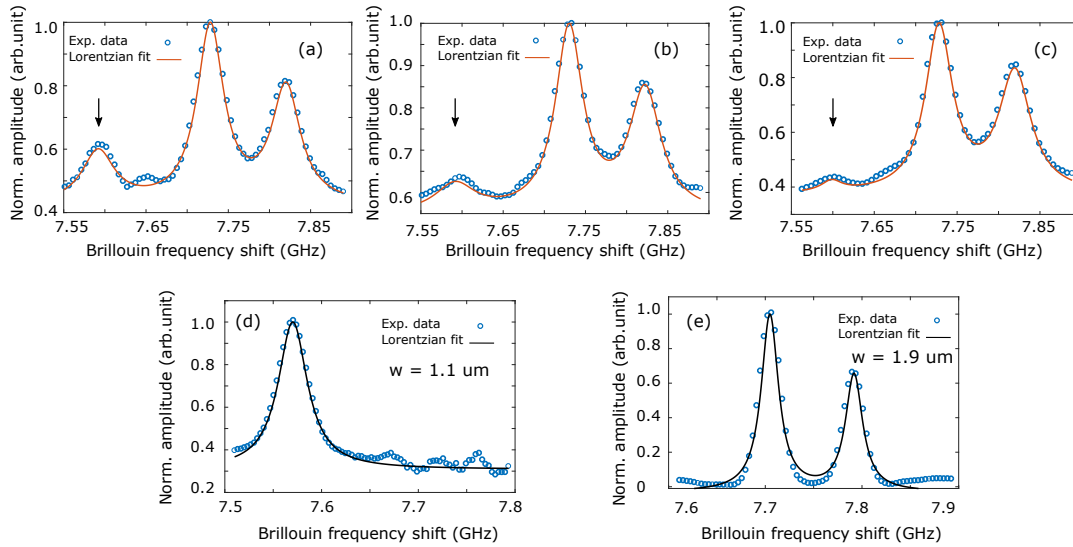 Norm. amplitude (arb.unit)
1.0
0.8
0.6
0.4
Exp. data
Lorentzian fit
(a)
7.55
7.65
7.75
7.85
Brillouin frequency shift (GHz)
Norm. amplitude (arb.unit)
1.0
0.9
0.8
0.7
0.6
Exp. data
Lorentzian fit
(b)
7.55
7.65
7.75
7.85
Brillouin frequency shift (GHz)
Norm. amplitude (arb.unit)
1.0
0.8
0.6
0.4
Exp. data
Lorentzian fit
(c)
7.55
7.65
7.75
7.85
Brillouin frequency shift (GHz)
Norm. amplitude (arb.unit)
1.0
0.8
0.6
0.4
0.2
(d)
Exp. data
Lorentzian fit
w = 1.1 um
7.5
7.6
7.7
7.8
Brillouin frequency shift (GHz)
Norm. amplitude (arb.unit)
1.0
0.8
0.6
0.4
0.2
0
(e)
Exp. data
Lorentzian fit
w = 1.9 um
7.6
7.7
7.8
7.9
Brillouin frequency shift (GHz)